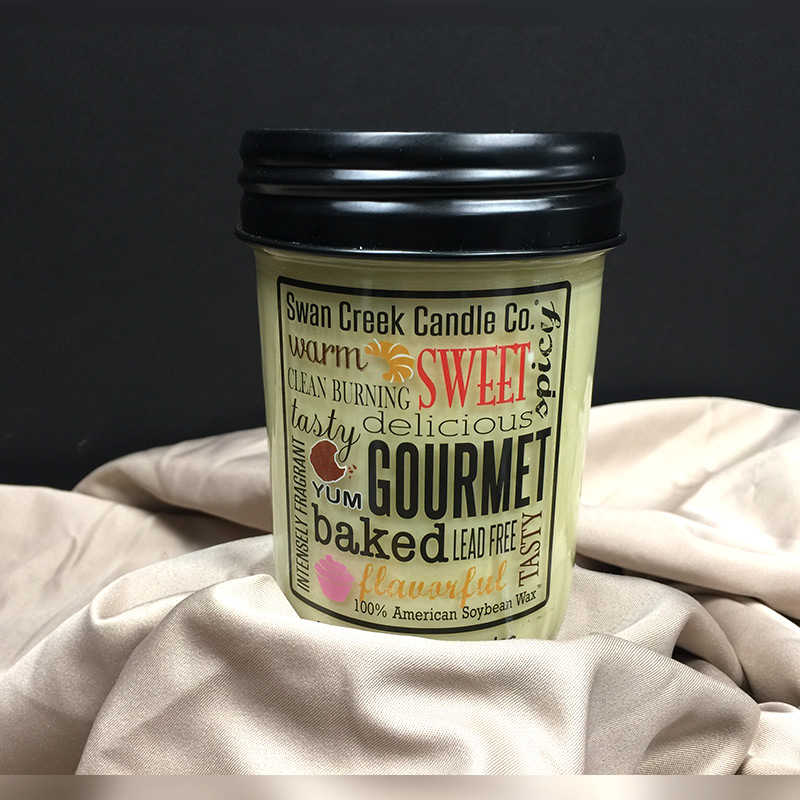 Swan Creek Candle Co.®
warm
SWEET
spicy
CLEAN BURNING
tasty
delicious
INTENSELY FRAGRANT
YUM
GOURMET
baked
LEAD FREE
TASTY
flavorful
100% American Soybean Wax™